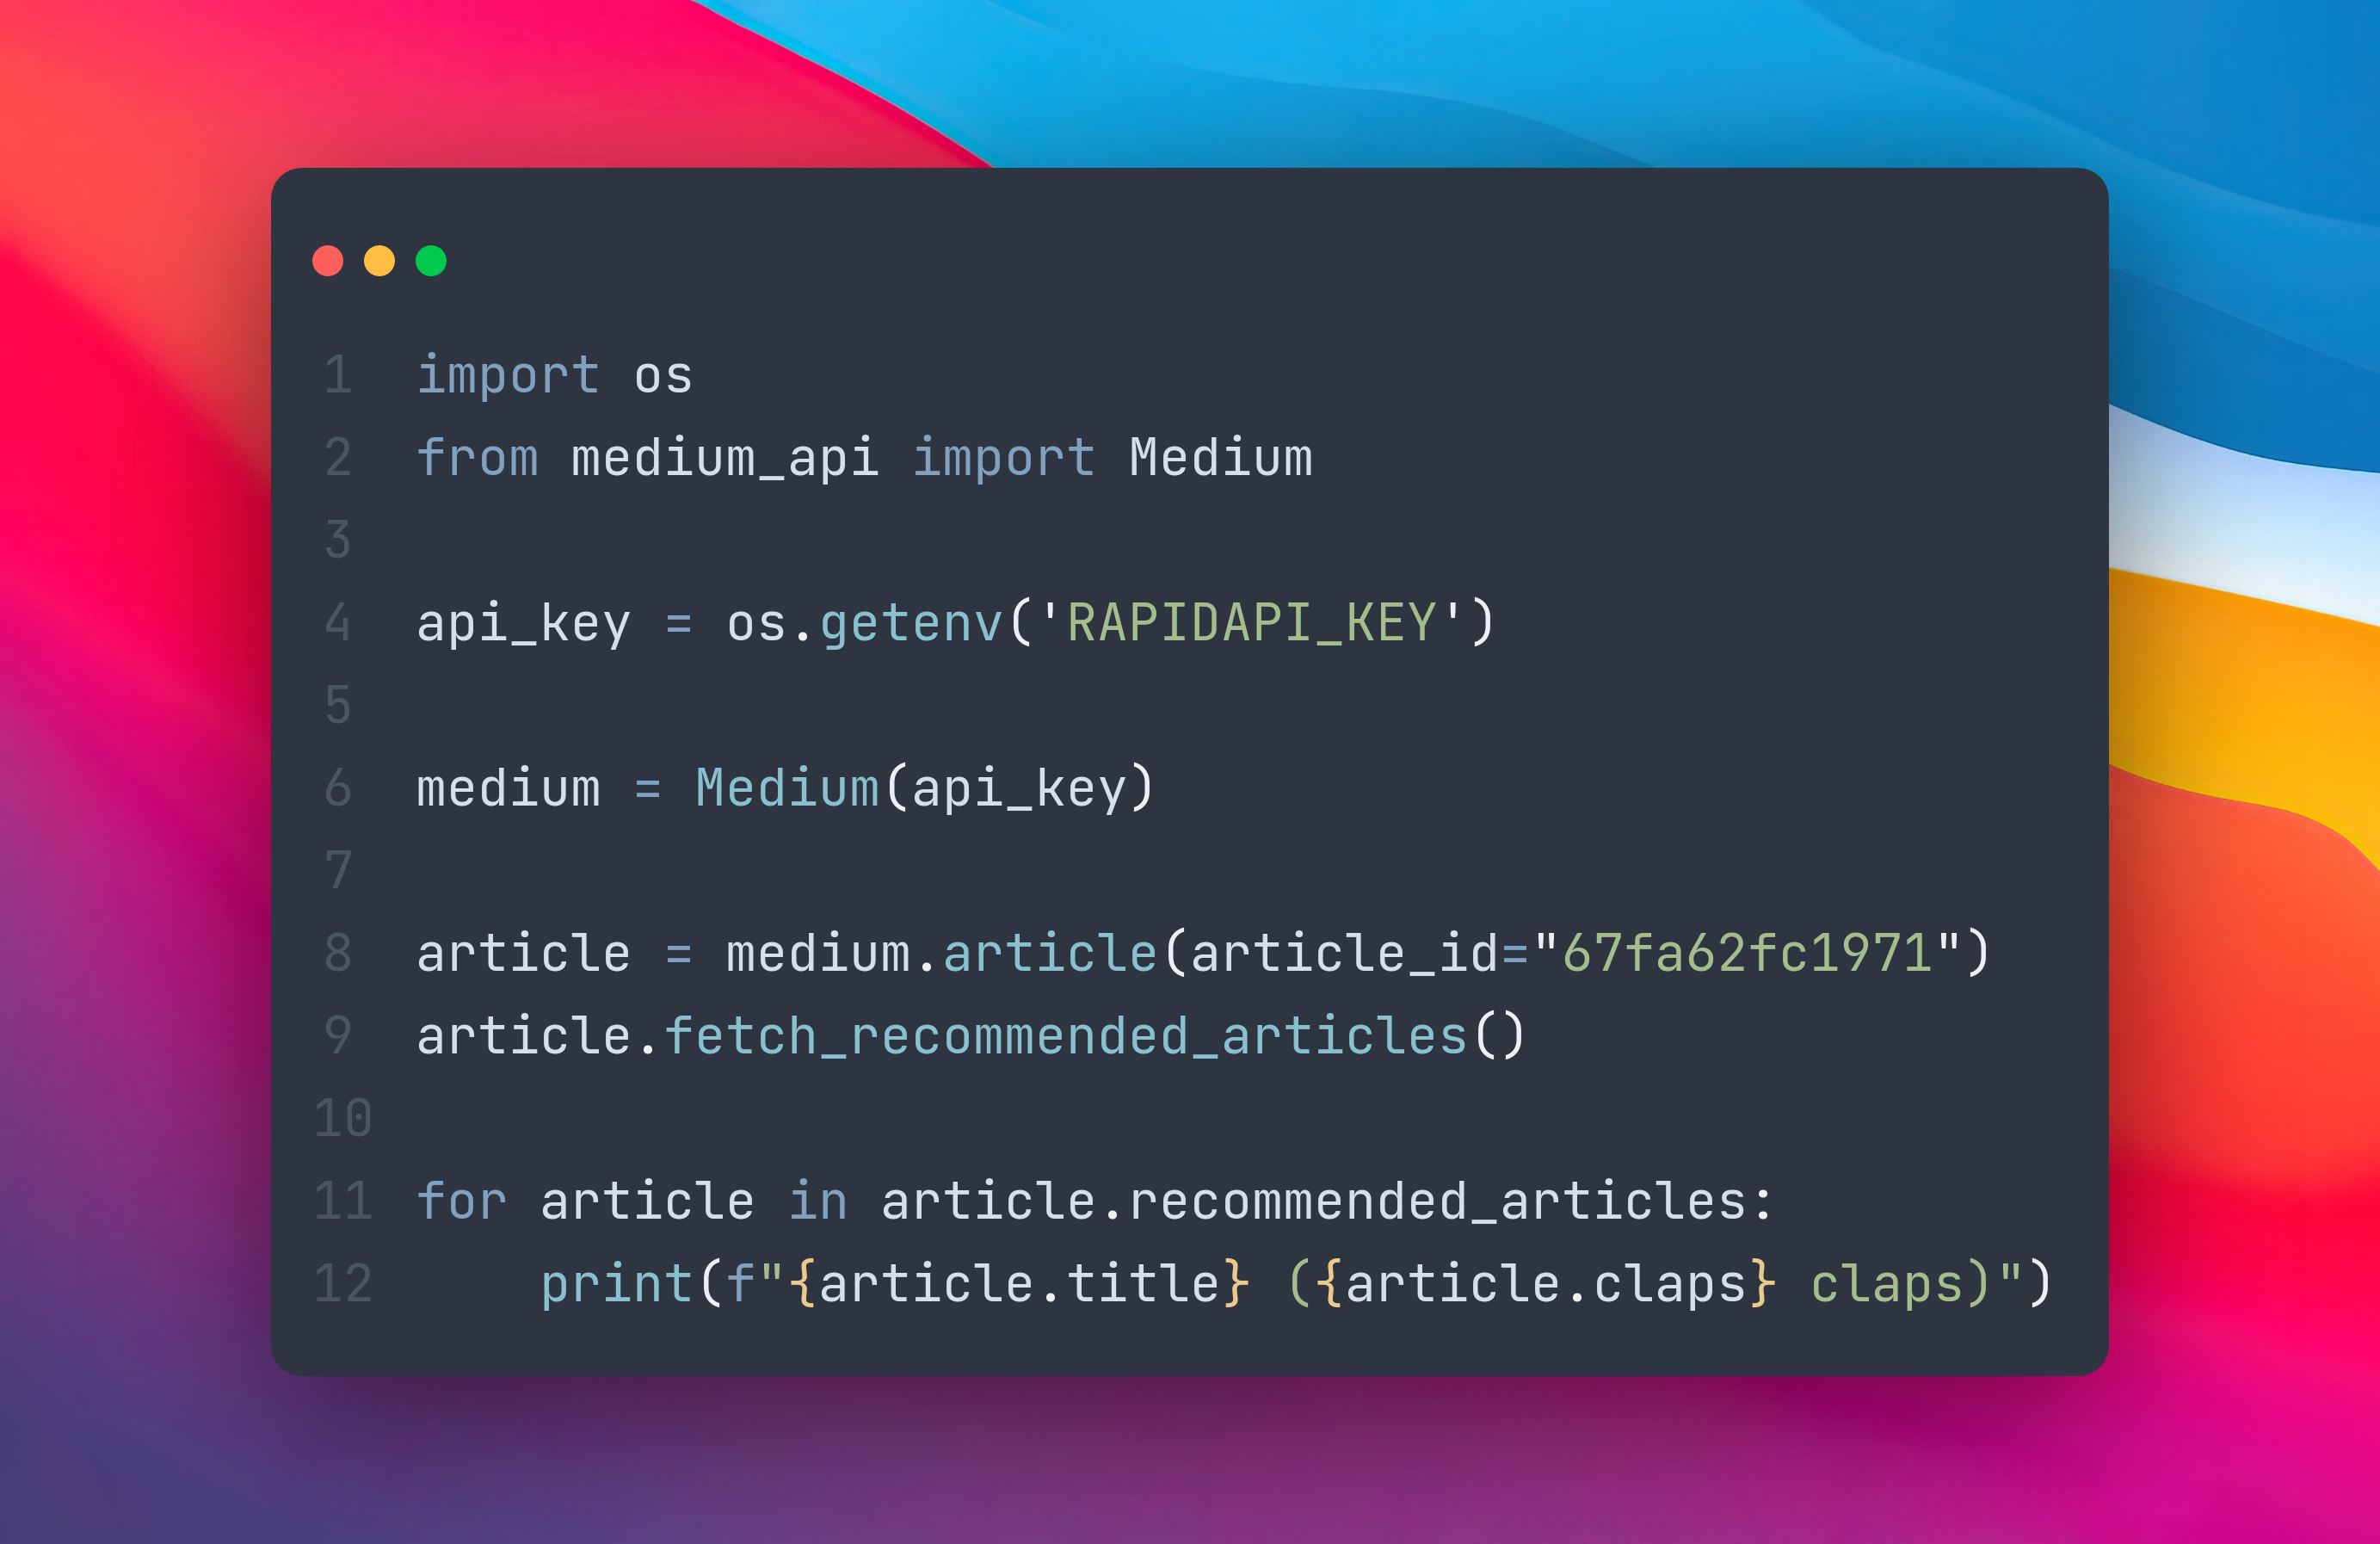 1 import os
2 from medium_api import Medium
3
4 api_key = os.getenv('RAPIDAPI_KEY')
5
6 medium = Medium(api_key)
7
8 article = medium.article(article_id="67fa62fc1971")
9 article.fetch_recommended_articles()
10
11 for article in article.recommended_articles:
12     print(f"{article.title} ({article.claps} claps)")